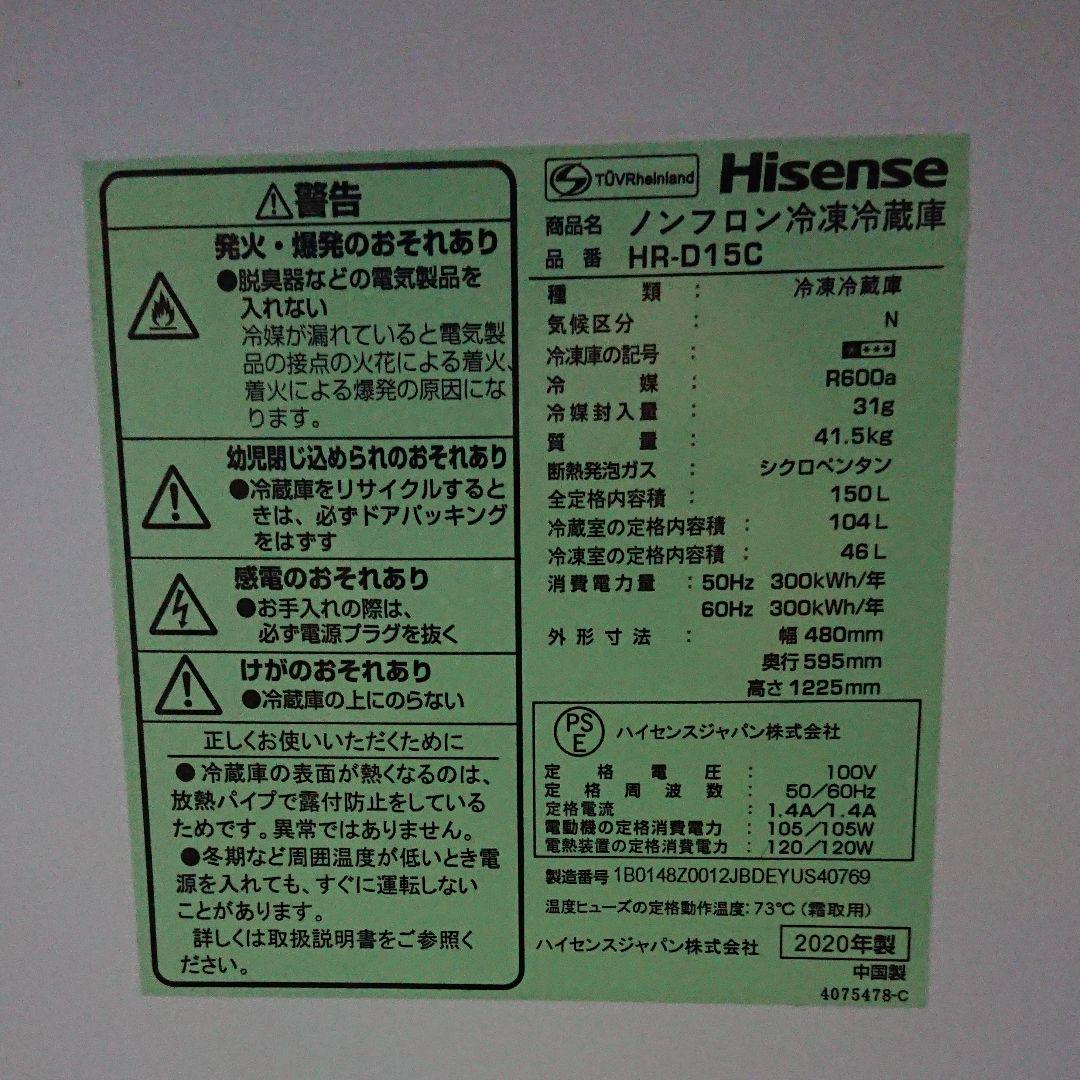 ⚠警告
発火・爆発のおそれあり
●脱臭器などの電気製品を
入れない
冷媒が漏れていると電気製
品の接点の火花による着火、
着火による爆発の原因にな
ります。
幼児閉じ込められのおそれあり
●冷蔵庫をリサイクルすると
きは、必ずドアパッキング
をはずす
感電のおそれあり
●お手入れの際は、
必ず電源プラグを抜く
けがのおそれあり
●冷蔵庫の上にのらない
正しくお使いいただくために
●冷蔵庫の表面が熱くなるのは、
放熱パイプで露付防止をしている
ためです。異常ではありません。
●冬期など周囲温度が低いとき電
源を入れても、すぐに運転しない
ことがあります。
詳しくは取扱説明書をご参照く
ださい。
TÜVRheinland Hisense
商品名 ノンフロン冷凍冷蔵庫
品番 HR-D15C
種類：冷凍冷蔵庫
気候区分：N
冷凍庫の記号：
冷媒：R600a
冷媒封入量：31g
質量：41.5kg
断熱発泡ガス：シクロペンタン
全定格内容積：150L
冷蔵室の定格内容積：104L
冷凍室の定格内容積：46L
消費電力量：50Hz 300kWh/年
60Hz 300kWh/年
外形寸法：幅480mm
奥行595mm
高さ1225mm
PSE ハイセンスジャパン株式会社
定格電圧：100V
定格周波数：50/60Hz
定格電流：1.4A/1.4A
電動機の定格消費電力：105/105W
電熱装置の定格消費電力：120/120W
製造番号 1B0148Z0012JBDEYUS40769
温度ヒューズの定格動作温度:73℃(霜取用)
ハイセンスジャパン株式会社 2020年製
中国製
4075478-C